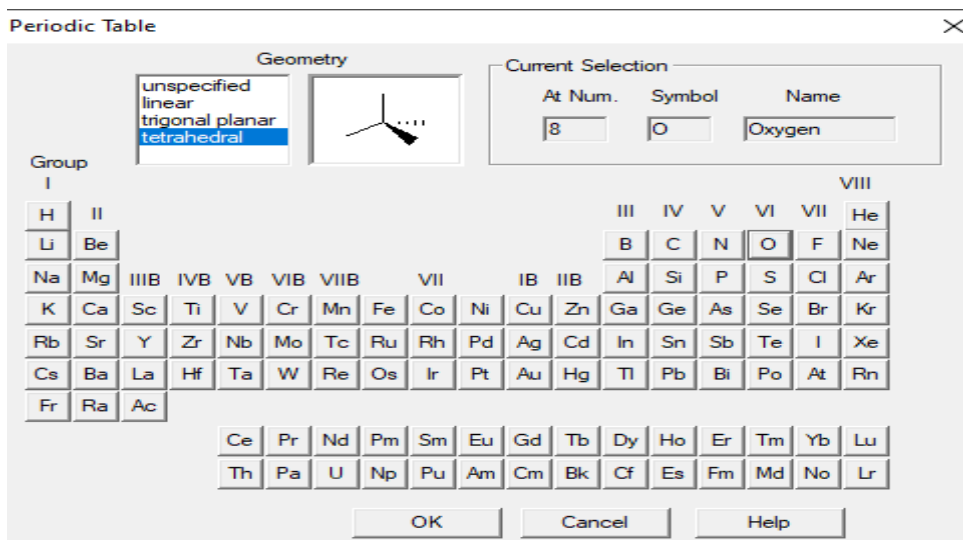 Periodic Table
Geometry
unspecified
linear
trigonal planar
tetrahedral
Current Selection
At Num. Symbol Name
8 O Oxygen
Group
I VIII
H II III IV V VI VII He
Li Be B C N O F Ne
Na Mg IIIB IVB VB VIB VIIB VII IB IIB Al Si P S Cl Ar
K Ca Sc Ti V Cr Mn Fe Co Ni Cu Zn Ga Ge As Se Br Kr
Rb Sr Y Zr Nb Mo Tc Ru Rh Pd Ag Cd In Sn Sb Te I Xe
Cs Ba La Hf Ta W Re Os Ir Pt Au Hg Tl Pb Bi Po At Rn
Fr Ra Ac
Ce Pr Nd Pm Sm Eu Gd Tb Dy Ho Er Tm Yb Lu
Th Pa U Np Pu Am Cm Bk Cf Es Fm Md No Lr
OK Cancel Help